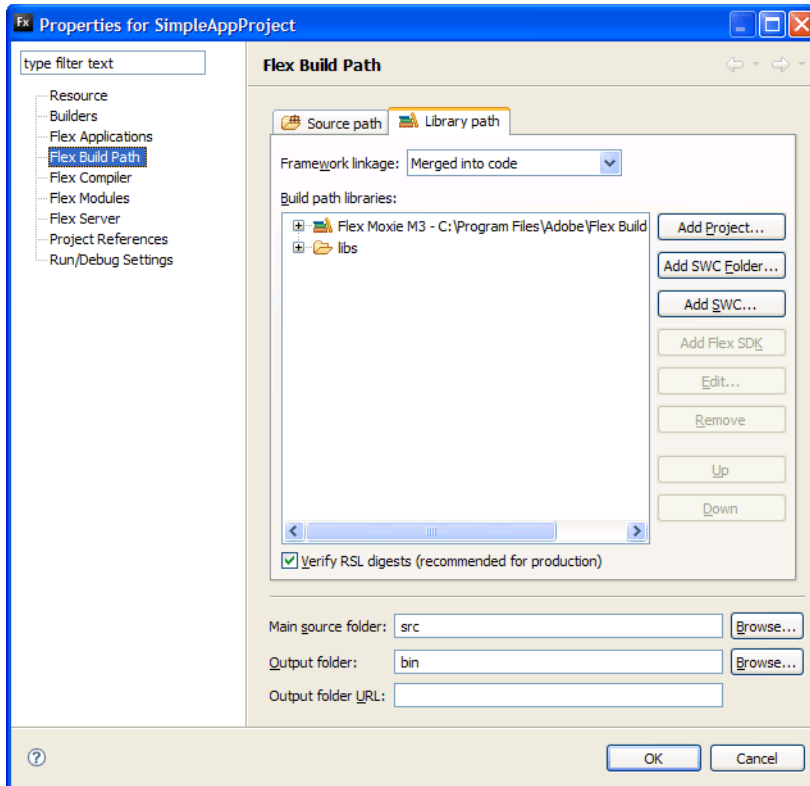 Fx Properties for SimpleAppProject
type filter text
Flex Build Path
Resource
Builders
Flex Applications
Flex Build Path
Flex Compiler
Flex Modules
Flex Server
Project References
Run/Debug Settings
Source path
Library path
Framework linkage: Merged into code
Build path libraries:
Flex Moxie M3 - C:\Program Files\Adobe\Flex Build
libs
Add Project...
Add SWC Folder...
Add SWC...
Add Flex SDK
Edit...
Remove
Up
Down
Verify RSL digests (recommended for production)
Main source folder: src Browse...
Output folder: bin Browse...
Output folder URL:
? OK Cancel